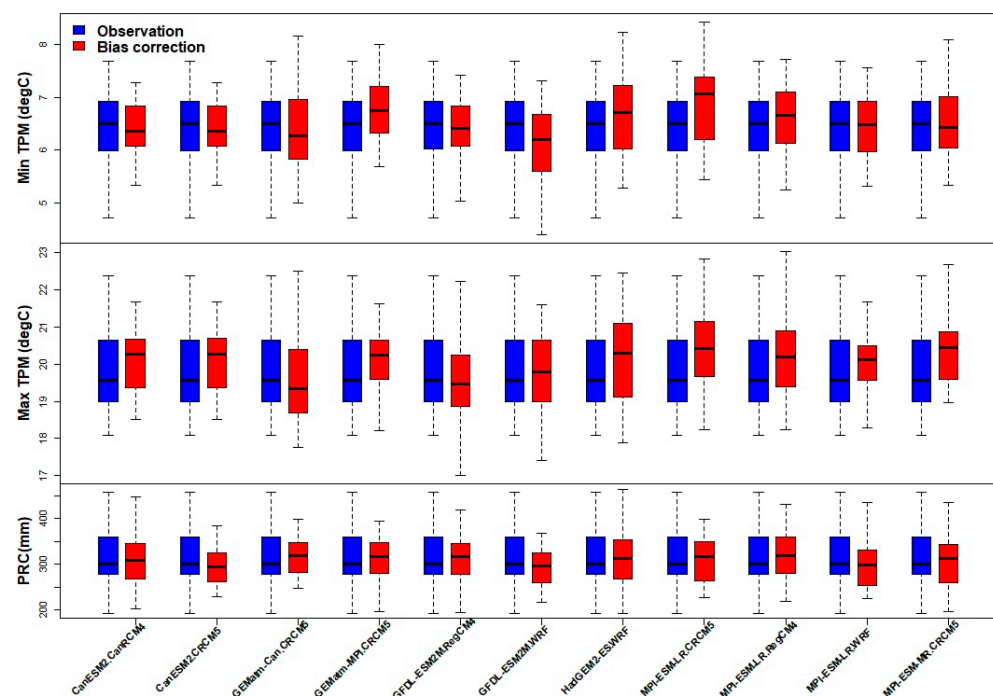 Observation
Bias correction
Min TPM (degC)
8
7
6
5
Max TPM (degC)
23
22
21
20
19
18
17
PRC(mm)
400
300
200
CanESM2.CanRCM4
CanESM2.CRCM5
GEMatm-Can.CRCM5
GEMatm-MPI.CRCM5
GFDL-ESM2M.RegCM4
GFDL-ESM2M.WRF
HadGEM2-ES.WRF
MPI-ESM-LR.CRCM5
MPI-ESM-LR.RegCM4
MPI-ESM-LR.WRF
MPI-ESM-MR.CRCM5